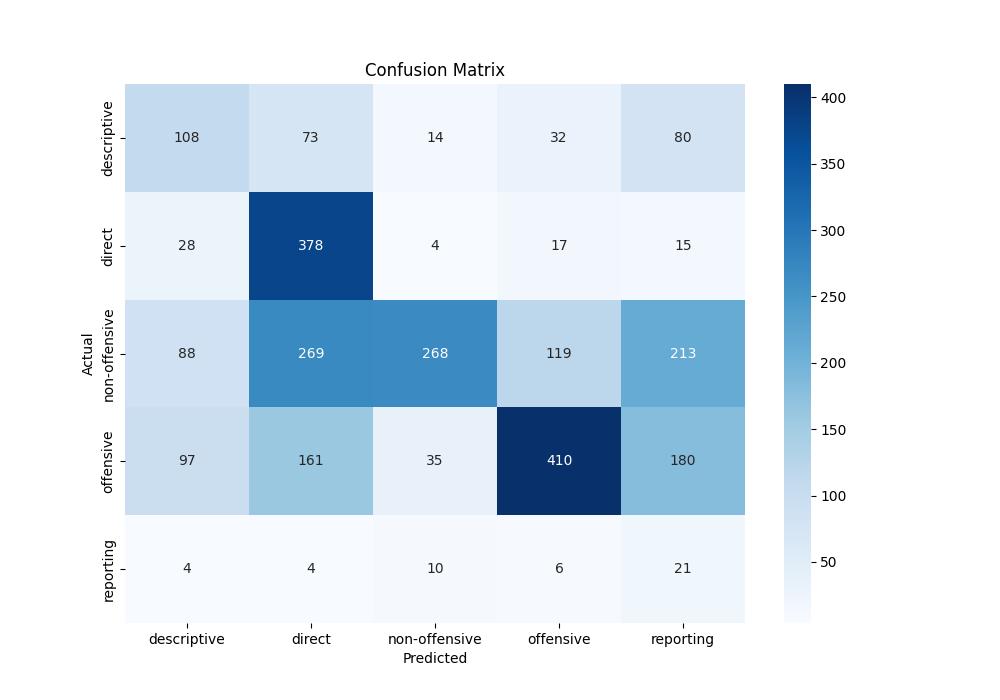 Confusion Matrix
Actual
descriptive
108 73 14 32 80
direct
28 378 4 17 15
non-offensive
88 269 268 119 213
offensive
97 161 35 410 180
reporting
4 4 10 6 21
descriptive direct non-offensive offensive reporting
Predicted
400
350
300
250
200
150
100
50